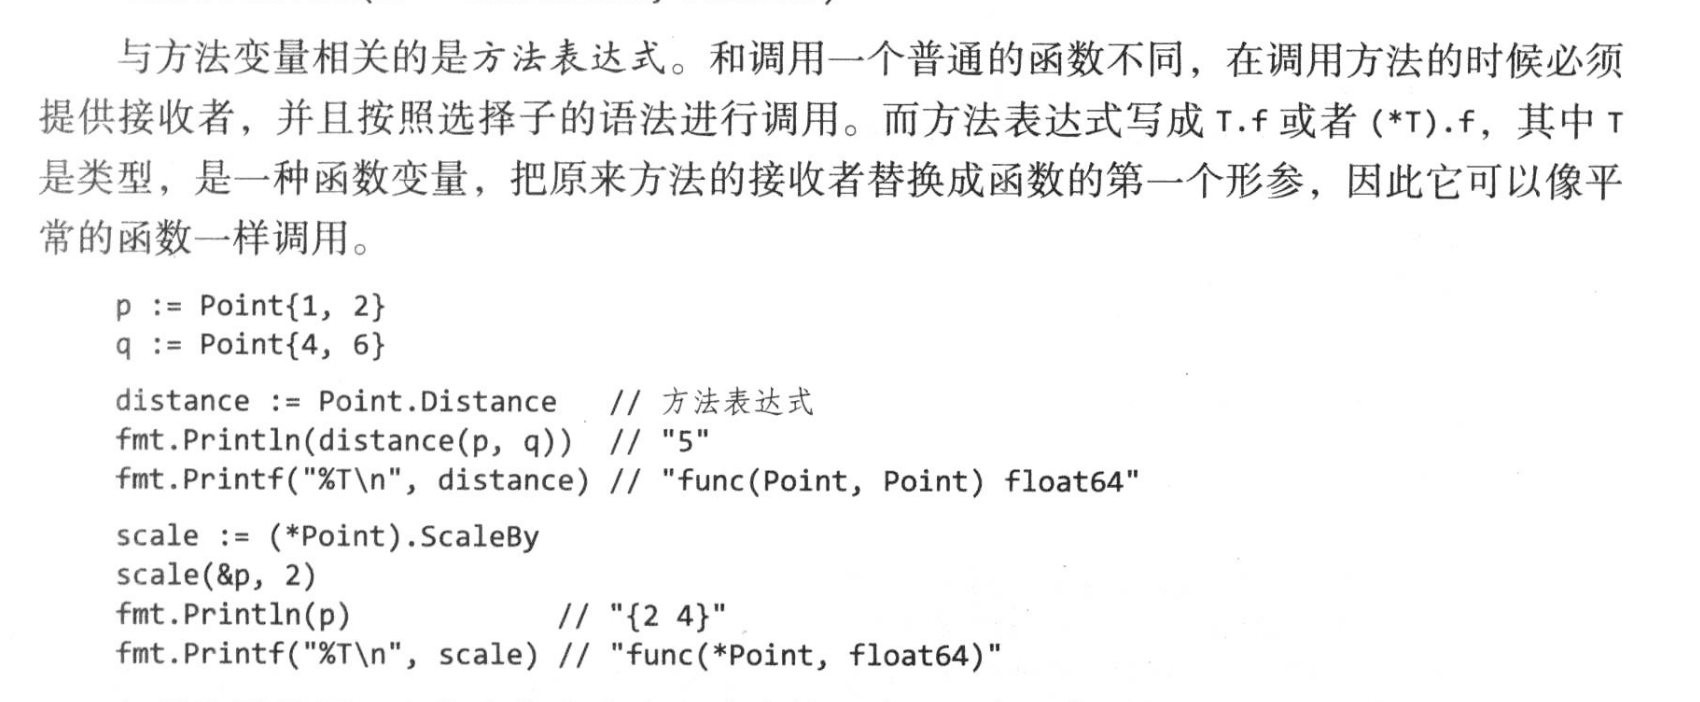 与方法变量相关的是方法表达式。和调用一个普通的函数不同，在调用方法的时候必须
提供接收者，并且按照选择子的语法进行调用。而方法表达式写成 T.f 或者 (*T).f，其中 T
是类型，是一种函数变量，把原来方法的接收者替换成函数的第一个形参，因此它可以像平
常的函数一样调用。
p := Point{1, 2}
q := Point{4, 6}
distance := Point.Distance // 方法表达式
fmt.Println(distance(p, q)) // "5"
fmt.Printf("%T\n", distance) // "func(Point, Point) float64"
scale := (*Point).ScaleBy
scale(&p, 2)
fmt.Println(p) // "{2 4}"
fmt.Printf("%T\n", scale) // "func(*Point, float64)"